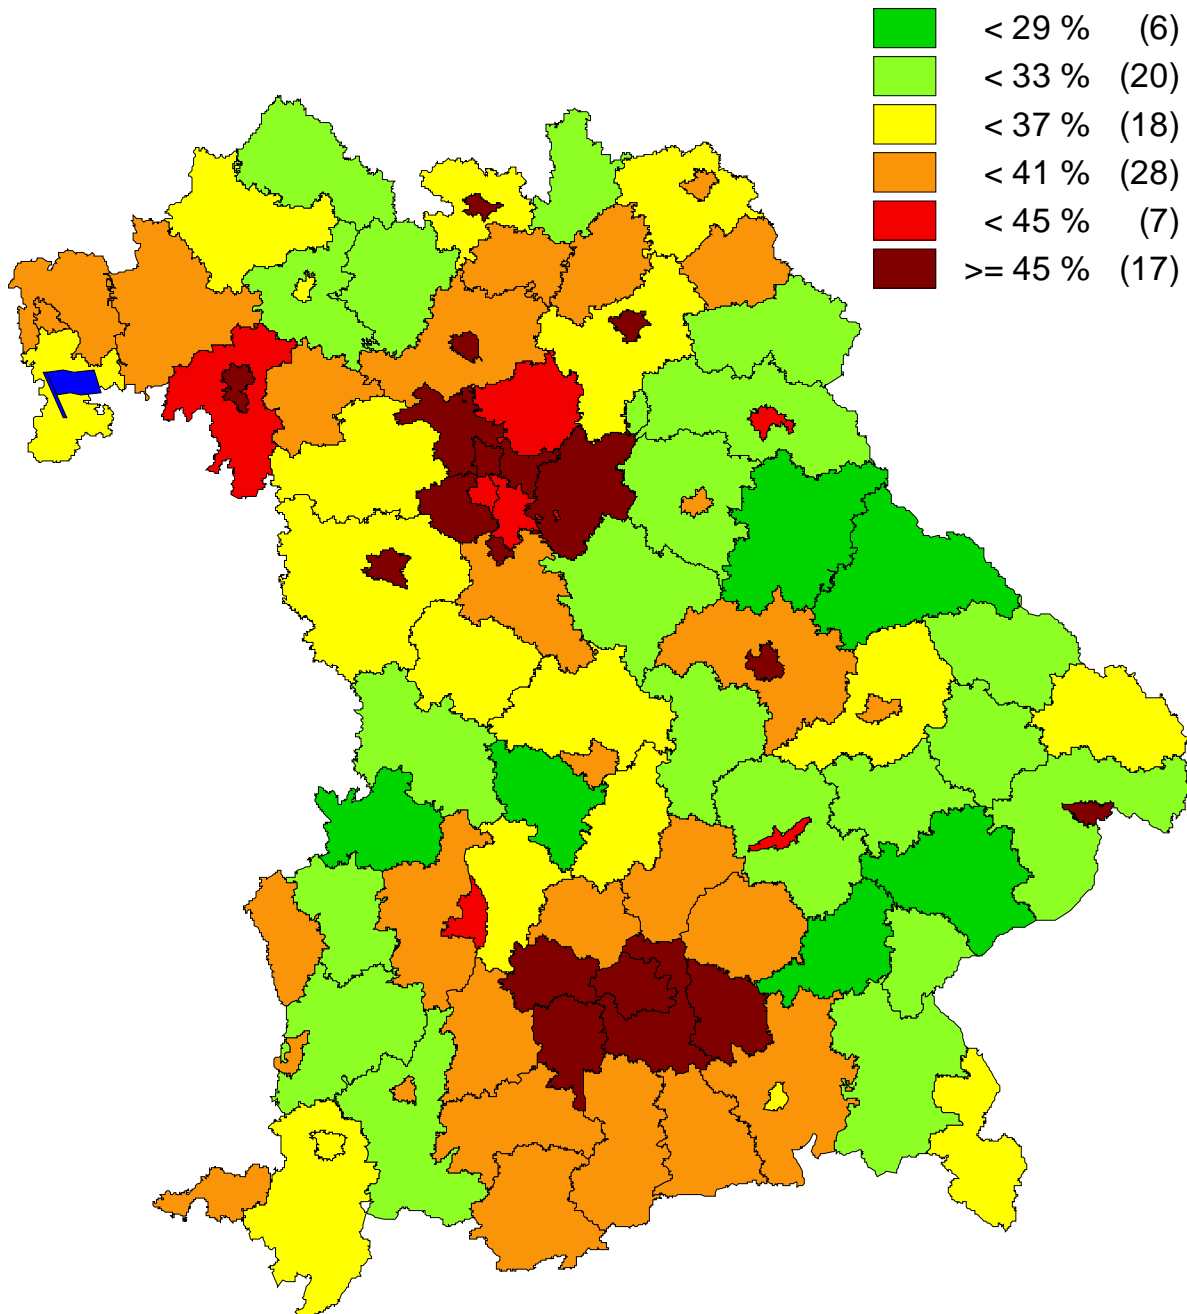 < 29 % (6)
< 33 % (20)
< 37 % (18)
< 41 % (28)
< 45 % (7)
>= 45 % (17)